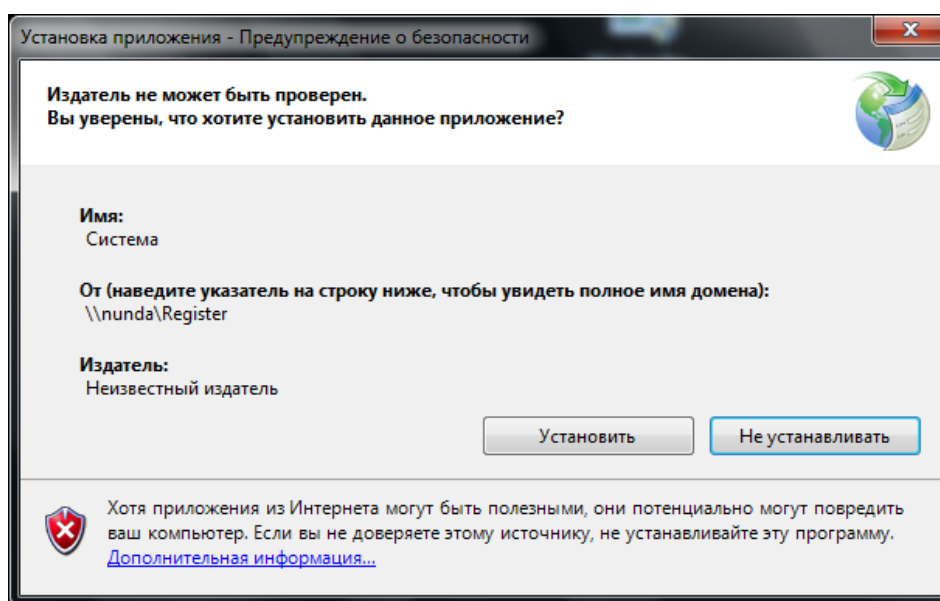 Установка приложения - Предупреждение о безопасности
Издатель не может быть проверен.
Вы уверены, что хотите установить данное приложение?
Имя:
Система
От (наведите указатель на строку ниже, чтобы увидеть полное имя домена):
\\nunda\Register
Издатель:
Неизвестный издатель
Установить
Не устанавливать
Хотя приложения из Интернета могут быть полезными, они потенциально могут повредить
ваш компьютер. Если вы не доверяете этому источнику, не устанавливайте эту программу.
Дополнительная информация...